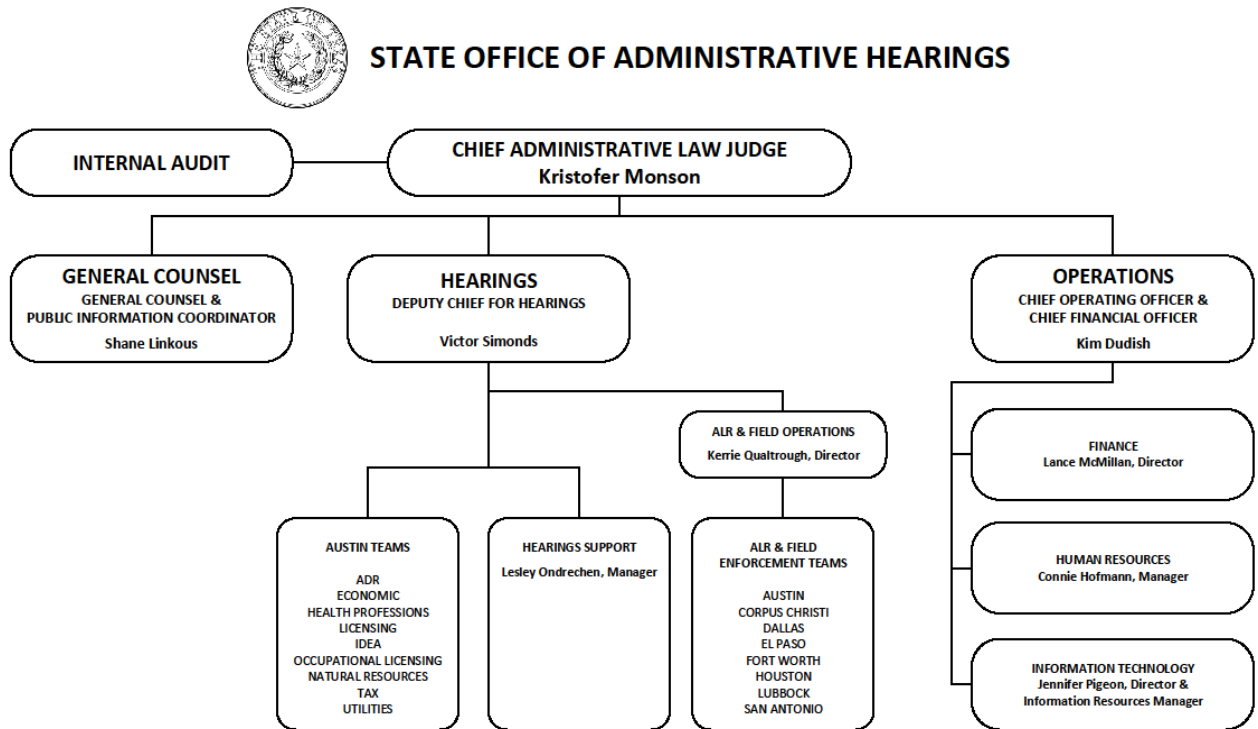 STATE OFFICE OF ADMINISTRATIVE HEARINGS
INTERNAL AUDIT
CHIEF ADMINISTRATIVE LAW JUDGE
Kristofer Monson
GENERAL COUNSEL
GENERAL COUNSEL &
PUBLIC INFORMATION COORDINATOR
Shane Linkous
HEARINGS
DEPUTY CHIEF FOR HEARINGS
Victor Simonds
OPERATIONS
CHIEF OPERATING OFFICER &
CHIEF FINANCIAL OFFICER
Kim Dudish
ALR & FIELD OPERATIONS
Kerrie Qualtrough, Director
AUSTIN TEAMS
ADR
ECONOMIC
HEALTH PROFESSIONS
LICENSING
IDEA
OCCUPATIONAL LICENSING
NATURAL RESOURCES
TAX
UTILITIES
HEARINGS SUPPORT
Lesley Ondrechen, Manager
ALR & FIELD
ENFORCEMENT TEAMS
AUSTIN
CORPUS CHRISTI
DALLAS
EL PASO
FORT WORTH
HOUSTON
LUBBOCK
SAN ANTONIO
FINANCE
Lance McMillan, Director
HUMAN RESOURCES
Connie Hofmann, Manager
INFORMATION TECHNOLOGY
Jennifer Pigeon, Director &
Information Resources Manager